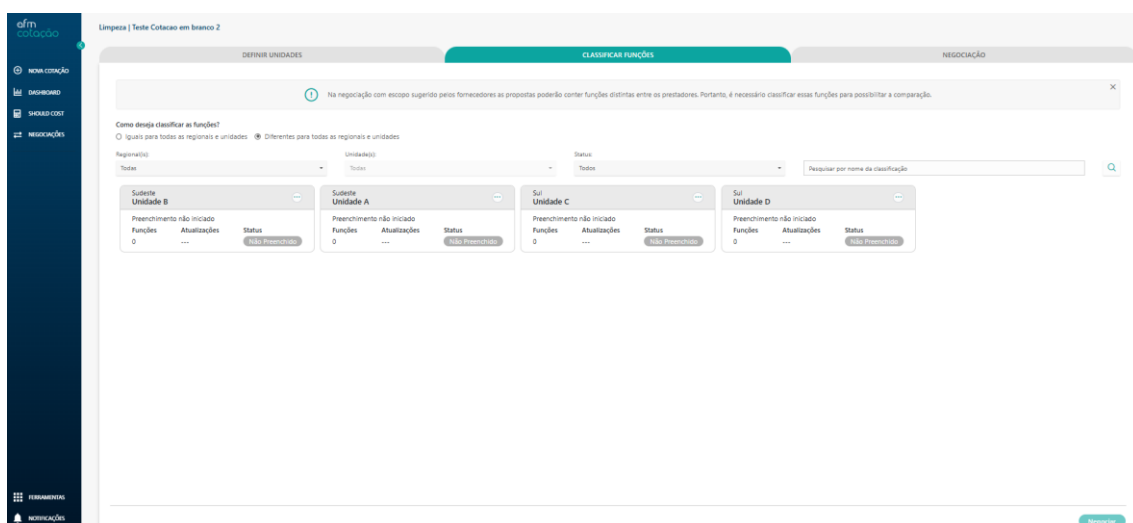 afm
cotação
Limpeza | Teste Cotacao em branco 2
DEFINIR UNIDADES
CLASSIFICAR FUNÇÕES
NEGOCIAÇÃO
NOVA COTAÇÃO
DASHBOARD
SHOULD COST
NEGOCIAÇÕES
Na negociação com escopo sugerido pelos fornecedores as propostas poderão conter funções distintas entre os prestadores. Portanto, é necessário classificar essas funções para possibilitar a comparação.
Como deseja classificar as funções?
Iguais para todas as regionais e unidades Diferentes para todas as regionais e unidades
Regional(is): Unidade(s): Status:
Todas Todas Todos Pesquisar por nome da classificação
Sudeste
Unidade B
Preenchimento não iniciado
Funções Atualizações Status
0 --- Não Preenchido
Sudeste
Unidade A
Preenchimento não iniciado
Funções Atualizações Status
0 --- Não Preenchido
Sul
Unidade C
Preenchimento não iniciado
Funções Atualizações Status
0 --- Não Preenchido
Sul
Unidade D
Preenchimento não iniciado
Funções Atualizações Status
0 --- Não Preenchido
FERRAMENTAS
NOTIFICAÇÕES
Negociar